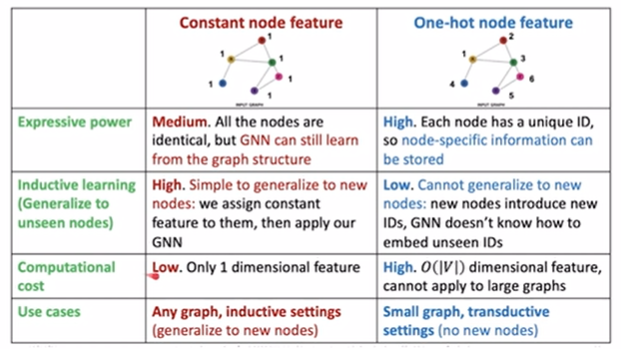 Constant node feature
One-hot node feature
1
1
1
1
1
1
INPUT GRAPH
2
1
3
6
4
5
INPUT GRAPH
Expressive power
Medium. All the nodes are
identical, but GNN can still learn
from the graph structure
High. Each node has a unique ID,
so node-specific information can
be stored
Inductive learning
(Generalize to
unseen nodes)
High. Simple to generalize to new
nodes: we assign constant
feature to them, then apply our
GNN
Low. Cannot generalize to new
nodes: new nodes introduce new
IDs, GNN doesn't know how to
embed unseen IDs
Computational
cost
Low. Only 1 dimensional feature
High. O(|V|) dimensional feature,
cannot apply to large graphs
Use cases
Any graph, inductive settings
(generalize to new nodes)
Small graph, transductive
settings (no new nodes)